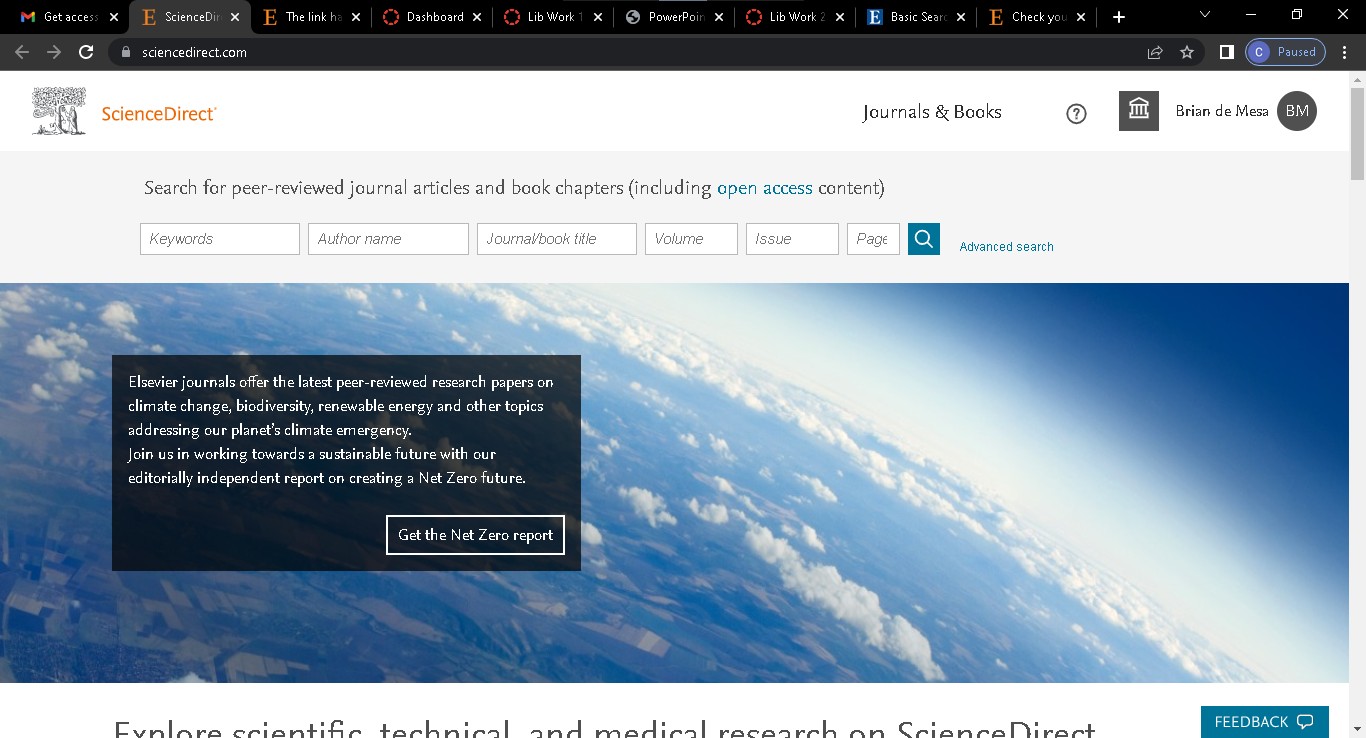 Get access
ScienceDir
The link ha
Dashboard
Lib Work 1
PowerPoin
Lib Work 2
Basic Searc
Check you
sciencedirect.com
C Paused
ScienceDirect
Journals & Books
Brian de Mesa BM
Search for peer-reviewed journal articles and book chapters (including open access content)
Keywords Author name Journal/book title Volume Issue Page
Advanced search
Elsevier journals offer the latest peer-reviewed research papers on
climate change, biodiversity, renewable energy and other topics
addressing our planet's climate emergency.
Join us in working towards a sustainable future with our
editorially independent report on creating a Net Zero future.
Get the Net Zero report
Explore scientific, technical, and medical research on ScienceDirect
FEEDBACK